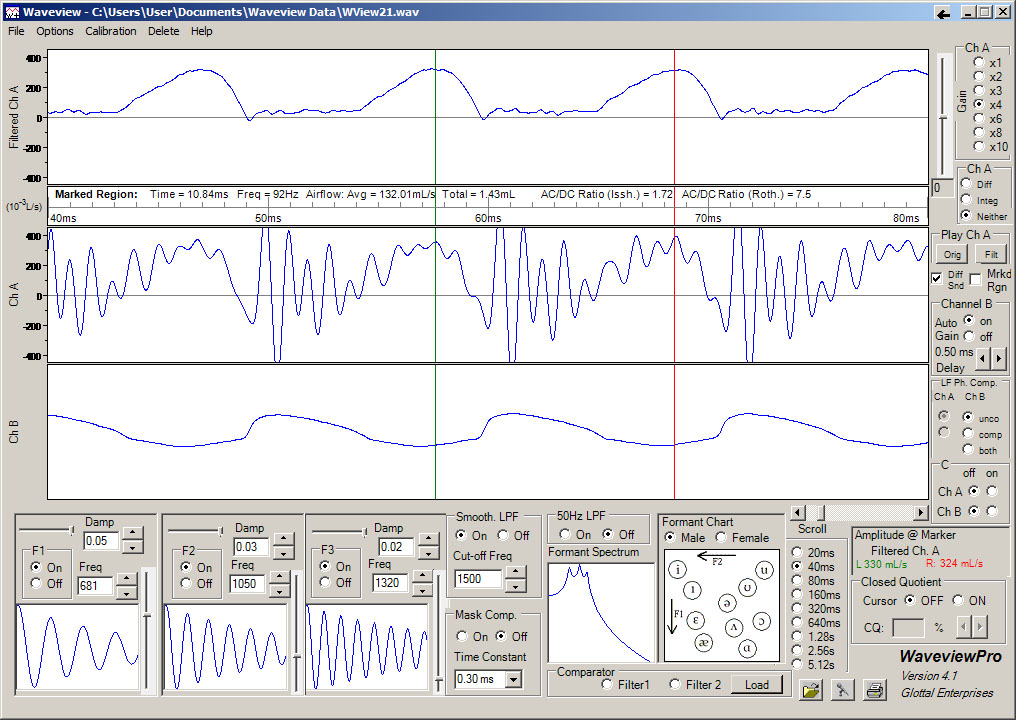 Waveview - C:\Users\User\Documents\Waveview Data\WView21.wav
File Options Calibration Delete Help
Filtered Ch A
400
200
0
-200
-400
Marked Region: Time = 10.84ms Freq = 92Hz Airflow: Avg = 132.01mL/s Total = 1.43mL AC/DC Ratio (Issh.) = 1.72 AC/DC Ratio (Roth.) = 7.5
(10⁻³L/s)
40ms 50ms 60ms 70ms 80ms
Ch A
400
200
0
-200
-400
Ch B
Ch A
Gain
x1
x2
x3
x4
x6
x8
x10
0
Ch A
Diff
Integ
Neither
Play Ch A
Orig Filt
Diff Snd
Mrkd Rgn
Channel B
Auto Gain
on
off
0.50 ms
Delay
LF Ph. Comp.
Ch A Ch B
unco
comp
both
C off on
Ch A
Ch B
F1
On
Off
Damp
0.05
Freq
681
F2
On
Off
Damp
0.03
Freq
1050
F3
On
Off
Damp
0.02
Freq
1320
Smooth. LPF
On Off
Cut-off Freq
1500
Mask Comp.
On Off
Time Constant
0.30 ms
50Hz LPF
On Off
Formant Spectrum
Formant Chart
Male Female
F2
F1
i
u
ɪ
ʊ
ə
ɛ
ʌ
ɔ
æ
ɑ
Comparator
Filter1 Filter 2 Load
Scroll
20ms
40ms
80ms
160ms
320ms
640ms
1.28s
2.56s
5.12s
Amplitude @ Marker
Filtered Ch. A
L 330 mL/s R: 324 mL/s
Closed Quotient
Cursor OFF ON
CQ: %
WaveviewPro
Version 4.1
Glottal Enterprises